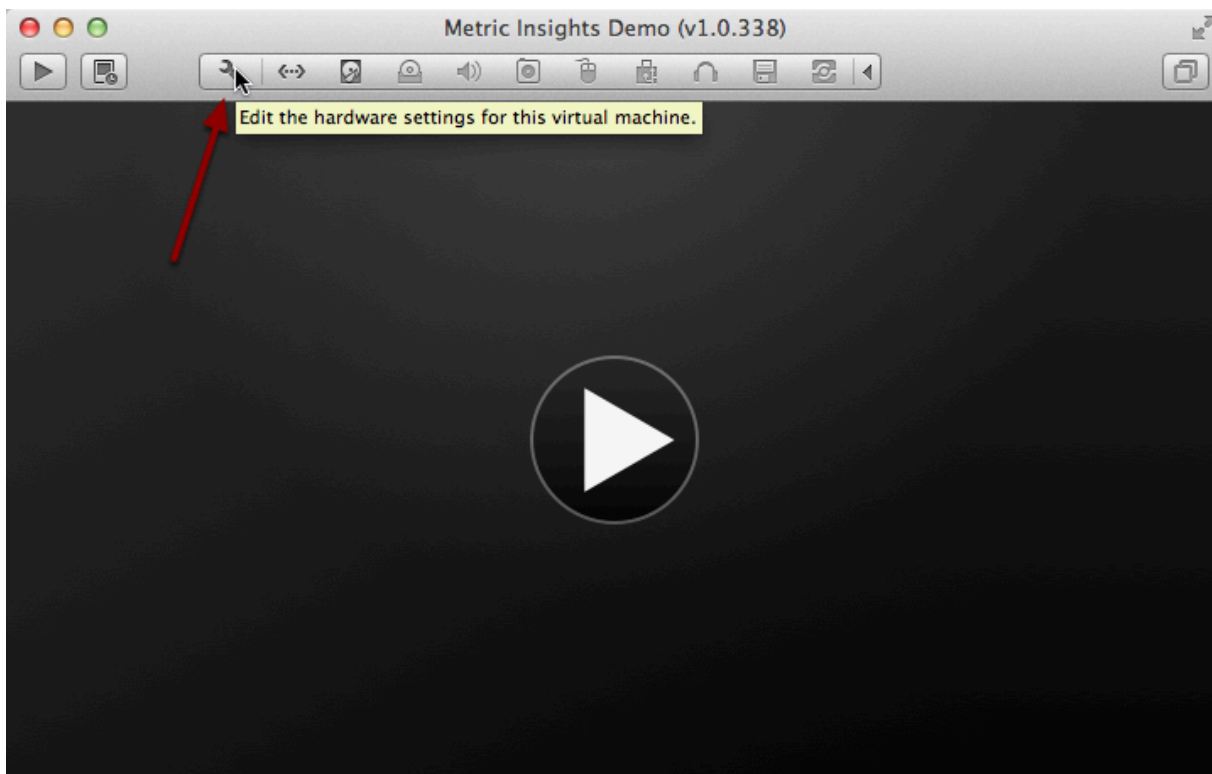 Metric Insights Demo (v1.0.338)
Edit the hardware settings for this virtual machine.